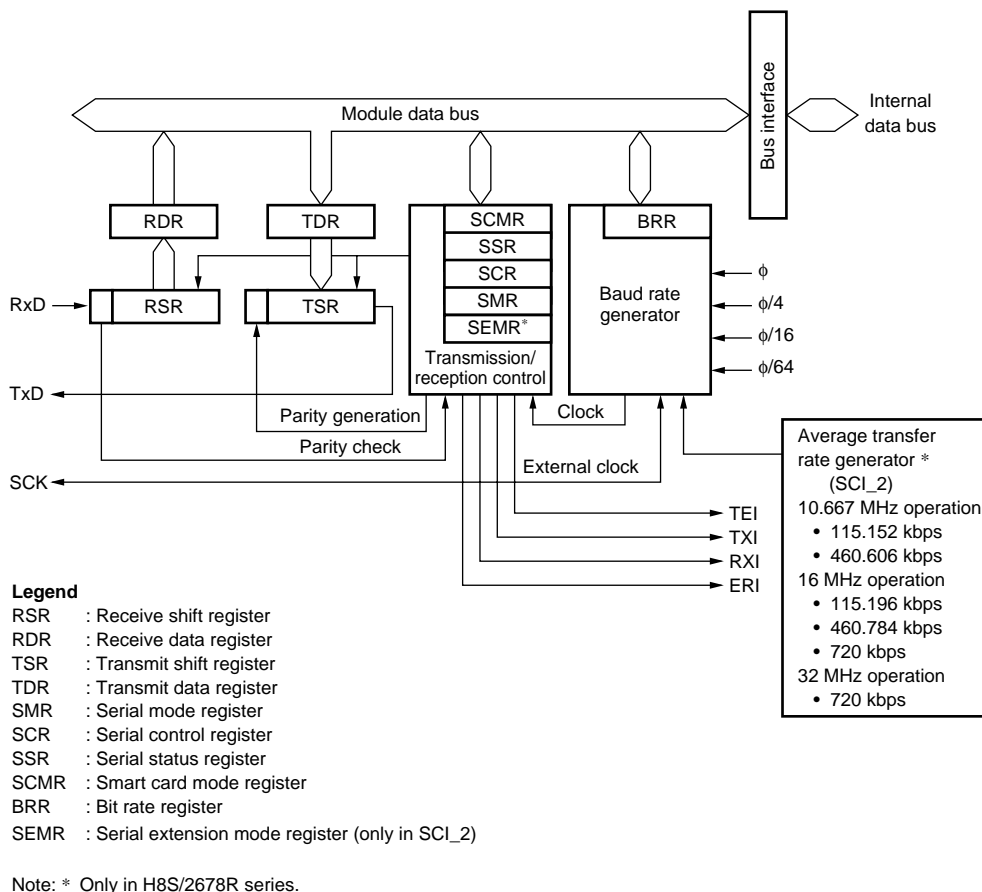 Bus interface
Internal
data bus
Module data bus
RDR
TDR
SCMR
BRR
SSR
SCR
SMR
SEMR*
Transmission/
reception control
Baud rate
generator
ϕ
ϕ/4
ϕ/16
ϕ/64
RxD
RSR
TSR
TxD
Parity generation
Clock
Parity check
External clock
SCK
Average transfer
rate generator *
(SCI_2)
10.667 MHz operation
• 115.152 kbps
• 460.606 kbps
16 MHz operation
• 115.196 kbps
• 460.784 kbps
• 720 kbps
32 MHz operation
• 720 kbps
TEI
TXI
RXI
ERI
Legend
RSR : Receive shift register
RDR : Receive data register
TSR : Transmit shift register
TDR : Transmit data register
SMR : Serial mode register
SCR : Serial control register
SSR : Serial status register
SCMR : Smart card mode register
BRR : Bit rate register
SEMR : Serial extension mode register (only in SCI_2)
Note: * Only in H8S/2678R series.